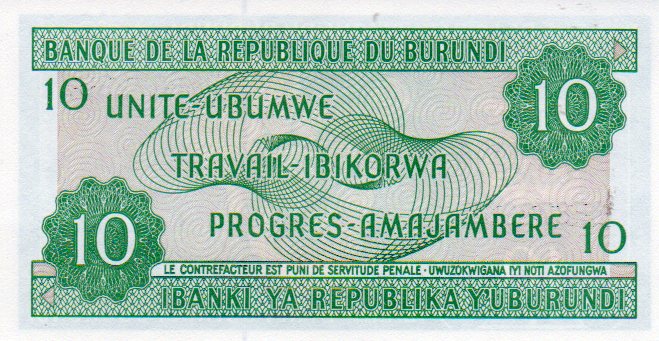 BANQUE DE LA REPUBLIQUE DU BURUNDI
10 10
UNITE-UBUMWE
TRAVAIL-IBIKORWA
PROGRES-AMAJAMBERE
10 10
LE CONTREFACTEUR EST PUNI DE SERVITUDE PENALE · UWUZOKWIGANA IYI NOTI AZOFUNGWA
IBANKI YA REPUBLIKA Y'UBURUNDI